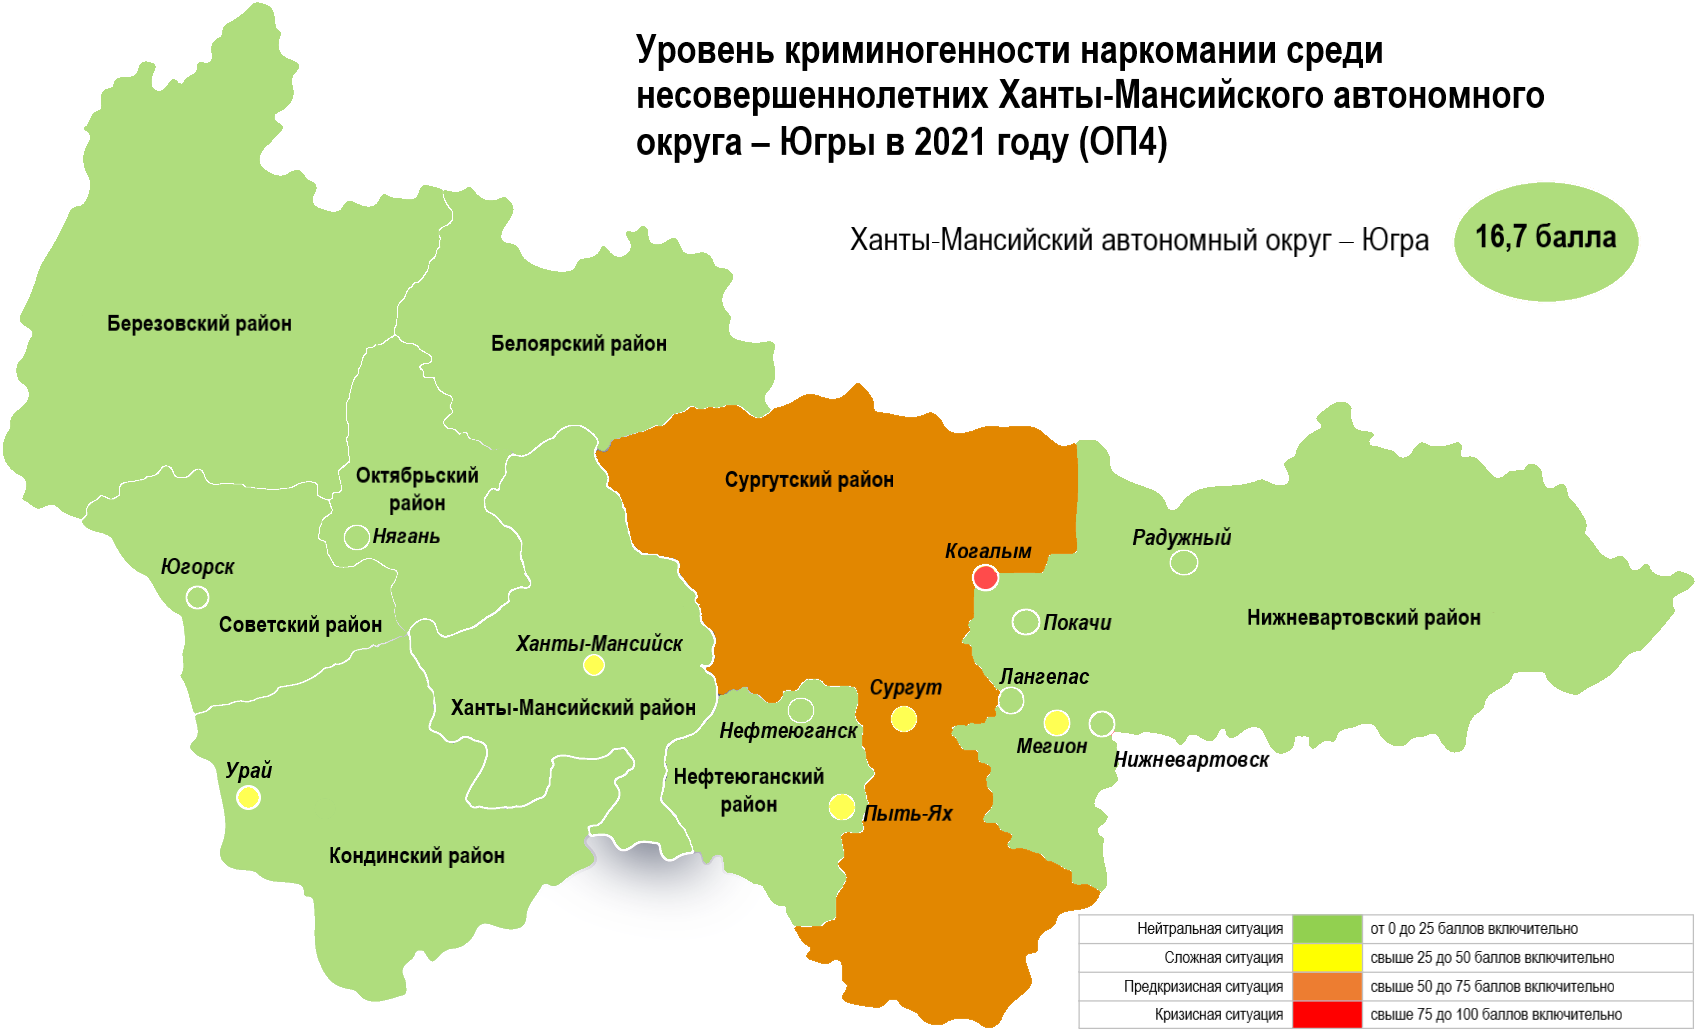 Уровень криминогенности наркомании среди
несовершеннолетних Ханты-Мансийского автономного
округа – Югры в 2021 году (ОП4)
Ханты-Мансийский автономный округ – Югра
16,7 балла
Березовский район
Белоярский район
Октябрьский
район
Сургутский район
Нягань
Когалым
Радужный
Югорск
Советский район
Покачи
Нижневартовский район
Ханты-Мансийск
Лангепас
Сургут
Ханты-Мансийский район
Нефтеюганск
Мегион
Нижневартовск
Урай
Нефтеюганский
район
Пыть-Ях
Кондинский район
Нейтральная ситуация от 0 до 25 баллов включительно
Сложная ситуация свыше 25 до 50 баллов включительно
Предкризисная ситуация свыше 50 до 75 баллов включительно
Кризисная ситуация свыше 75 до 100 баллов включительно